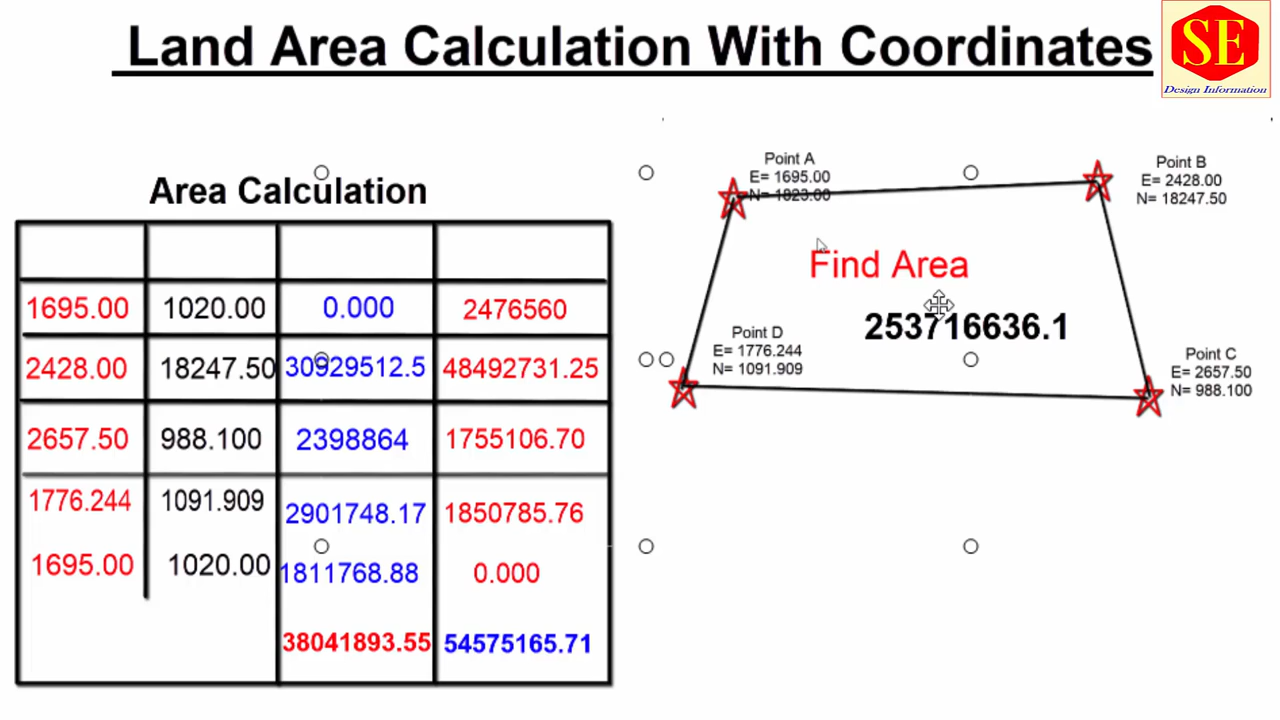 Land Area Calculation With Coordinates
SE
Design Information
Area Calculation
1695.00 1020.00 0.000 2476560
2428.00 18247.50 30929512.5 48492731.25
2657.50 988.100 2398864 1755106.70
1776.244 1091.909 2901748.17 1850785.76
1695.00 1020.00 1811768.88 0.000
38041893.55 54575165.71
Point A
E= 1695.00
N= 1823.00
Point B
E= 2428.00
N= 18247.50
Find Area
253716636.1
Point D
E= 1776.244
N= 1091.909
Point C
E= 2657.50
N= 988.100